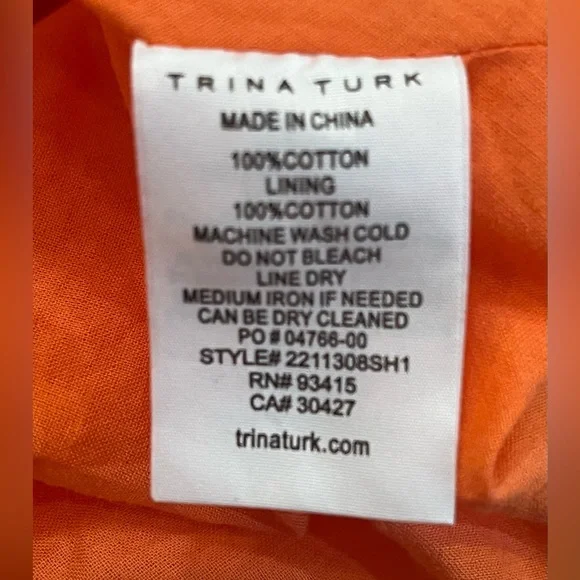 TRINA TURK
MADE IN CHINA
100%COTTON
LINING
100%COTTON
MACHINE WASH COLD
DO NOT BLEACH
LINE DRY
MEDIUM IRON IF NEEDED
CAN BE DRY CLEANED
PO # 04766-00
STYLE# 2211308SH1
RN# 93415
CA# 30427
trinaturk.com